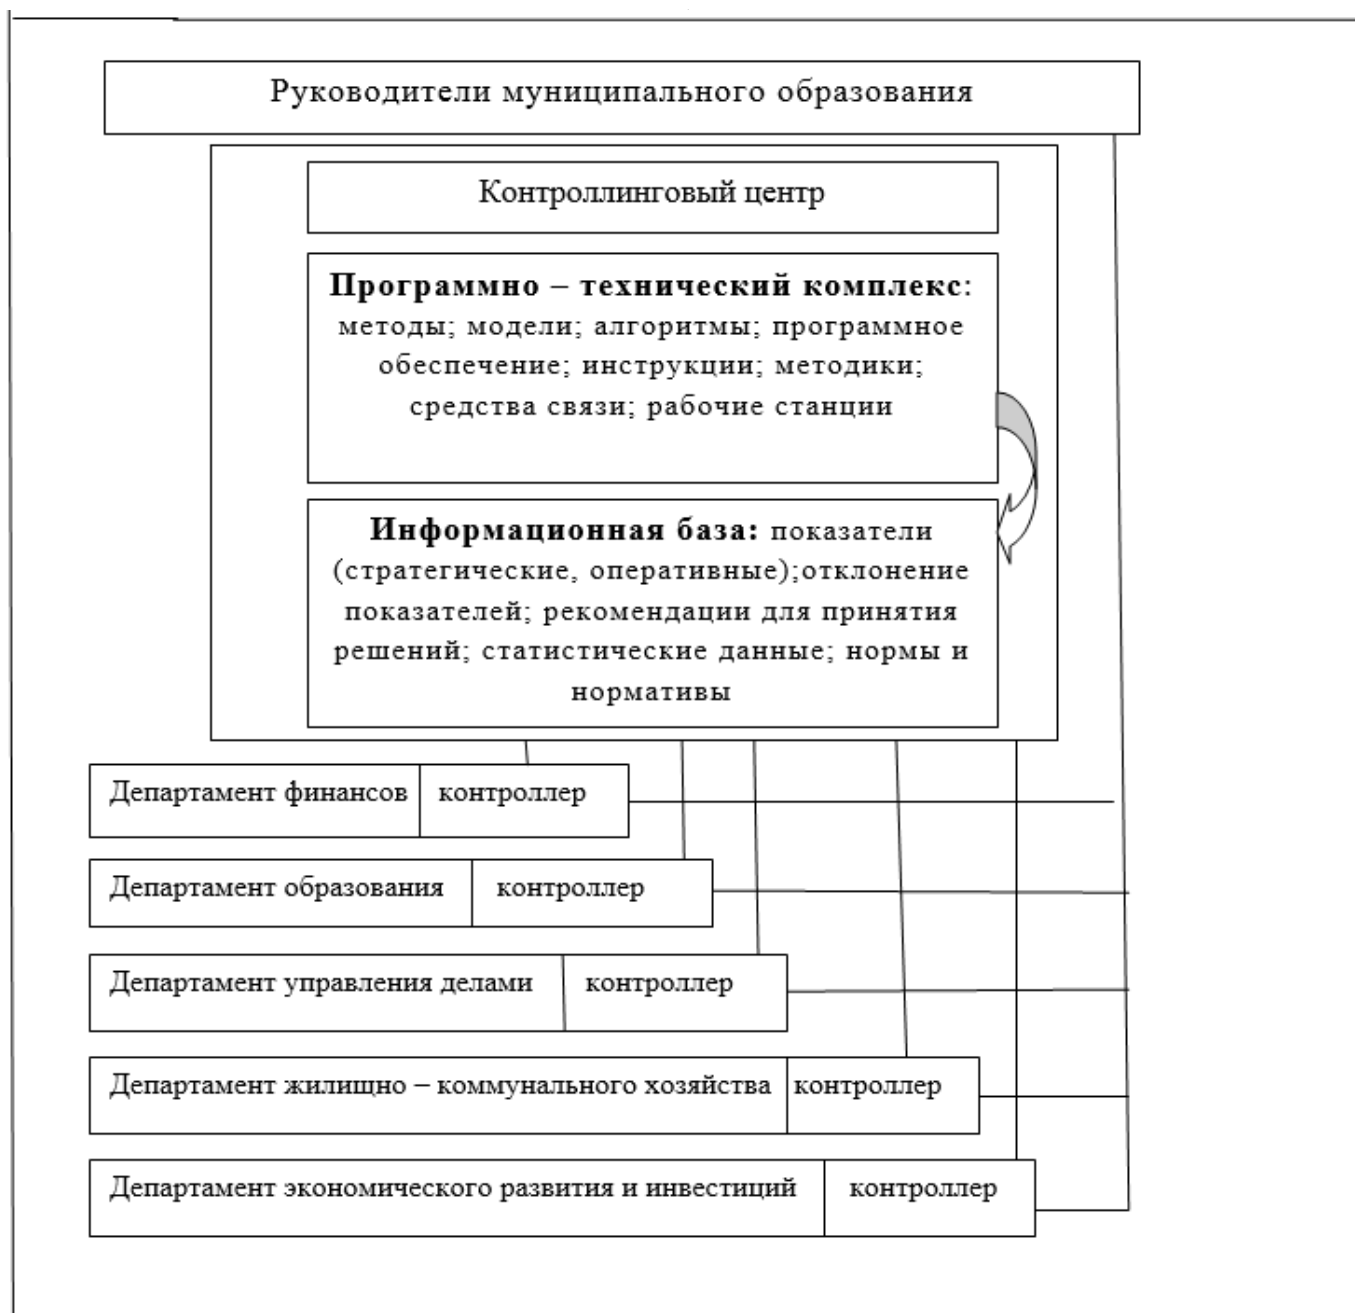 Руководители муниципального образования
Контроллинговый центр
Программно – технический комплекс:
методы; модели; алгоритмы; программное
обеспечение; инструкции; методики;
средства связи; рабочие станции
Информационная база: показатели
(стратегические, оперативные);отклонение
показателей; рекомендации для принятия
решений; статистические данные; нормы и
нормативы
Департамент финансов контроллер
Департамент образования контроллер
Департамент управления делами контроллер
Департамент жилищно – коммунального хозяйства контроллер
Департамент экономического развития и инвестиций контроллер